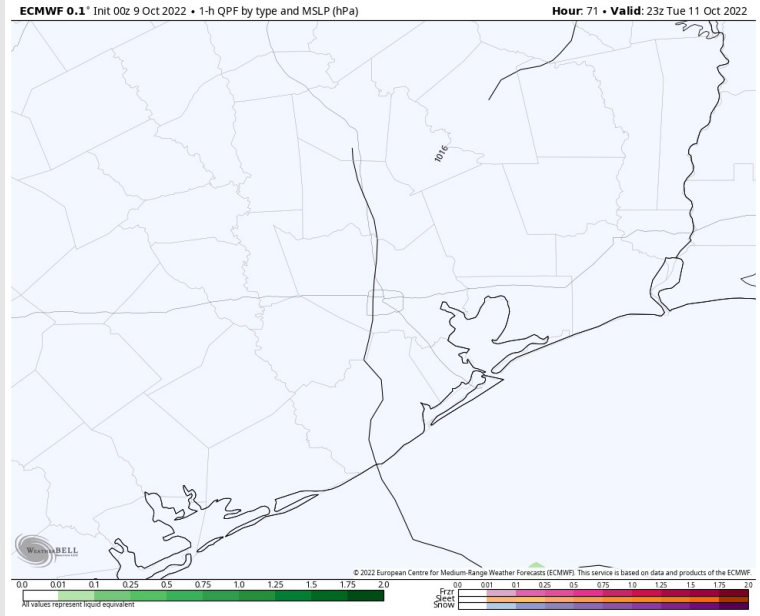 ECMWF 0.1° Init 00z 9 Oct 2022 • 1-h QPF by type and MSLP (hPa)
Hour: 71 • Valid: 23z Tue 11 Oct 2022
1016
WEATHERBELL
© 2022 European Centre for Medium-Range Weather Forecasts (ECMWF). This service is based on data and products of the ECMWF.
0.0 0.01 0.1 0.25 0.5 0.75 1.0 1.25 1.5 1.75 2.0
All values represent liquid equivalent
0.0 0.01 0.1 0.25 0.5 0.75 1.0 1.25 1.5 1.75 2.0
Frzr
Sleet
Snow